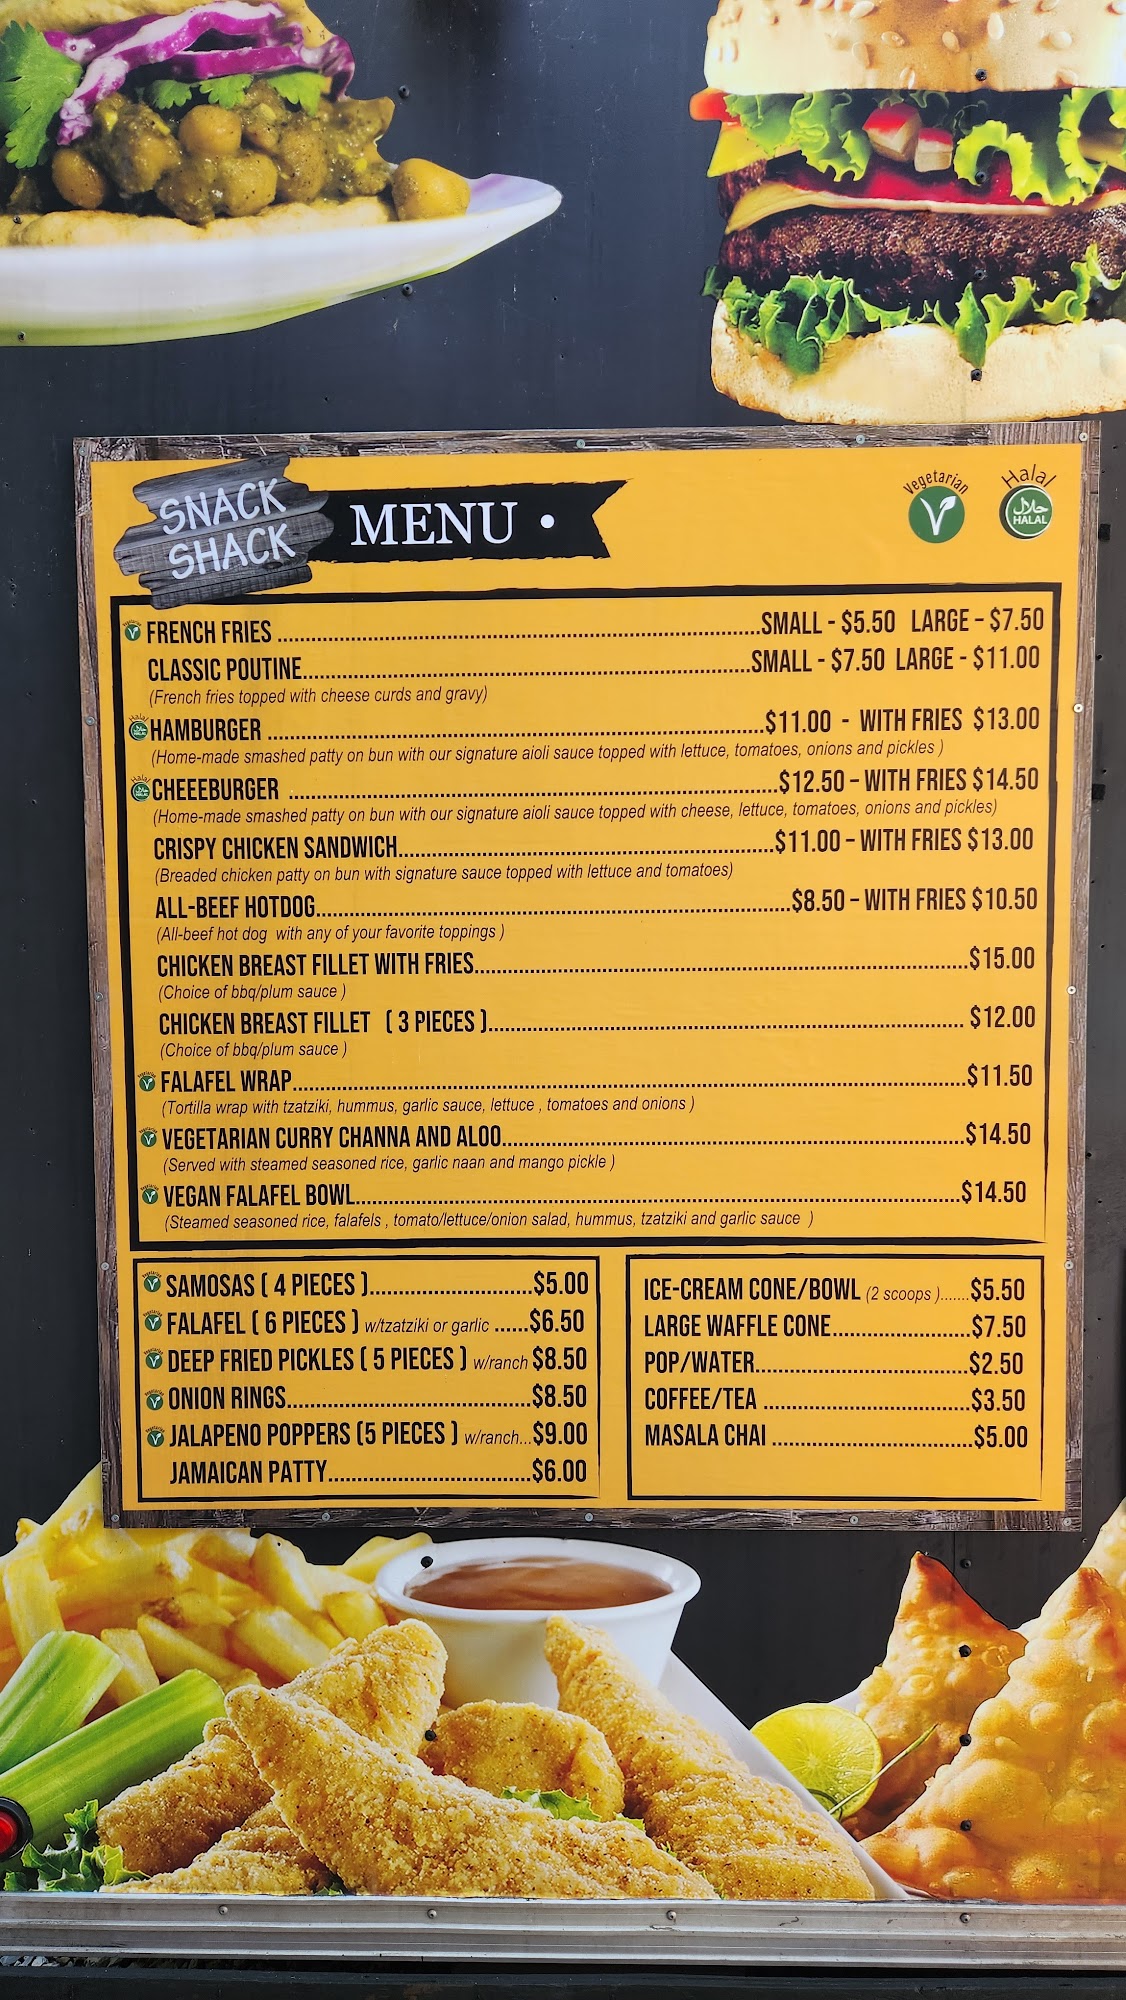 SNACK
SHACK
MENU •
Vegetarian
V
Halal
حلال
HALAL
FRENCH FRIES ........ SMALL - $5.50 LARGE - $7.50
CLASSIC POUTINE........ SMALL - $7.50 LARGE - $11.00
(French fries topped with cheese curds and gravy)
HAMBURGER ........ $11.00 - WITH FRIES $13.00
(Home-made smashed patty on bun with our signature aioli sauce topped with lettuce, tomatoes, onions and pickles )
CHEEEBURGER ........ $12.50 - WITH FRIES $14.50
(Home-made smashed patty on bun with our signature aioli sauce topped with cheese, lettuce, tomatoes, onions and pickles)
CRISPY CHICKEN SANDWICH........ $11.00 - WITH FRIES $13.00
(Breaded chicken patty on bun with signature sauce topped with lettuce and tomatoes)
ALL-BEEF HOTDOG........ $8.50 - WITH FRIES $10.50
(All-beef hot dog with any of your favorite toppings )
CHICKEN BREAST FILLET WITH FRIES........ $15.00
(Choice of bbq/plum sauce )
CHICKEN BREAST FILLET ( 3 PIECES )........ $12.00
(Choice of bbq/plum sauce )
FALAFEL WRAP........ $11.50
(Tortilla wrap with tzatziki, hummus, garlic sauce, lettuce , tomatoes and onions )
VEGETARIAN CURRY CHANNA AND ALOO........ $14.50
(Served with steamed seasoned rice, garlic naan and mango pickle )
VEGAN FALAFEL BOWL........ $14.50
(Steamed seasoned rice, falafels , tomato/lettuce/onion salad, hummus, tzatziki and garlic sauce )
SAMOSAS ( 4 PIECES )........ $5.00
FALAFEL ( 6 PIECES ) w/tzatziki or garlic ...... $6.50
DEEP FRIED PICKLES ( 5 PIECES ) w/ranch $8.50
ONION RINGS........ $8.50
JALAPENO POPPERS (5 PIECES ) w/ranch... $9.00
JAMAICAN PATTY........ $6.00
ICE-CREAM CONE/BOWL (2 scoops )....... $5.50
LARGE WAFFLE CONE........ $7.50
POP/WATER........ $2.50
COFFEE/TEA ........ $3.50
MASALA CHAI ........ $5.00